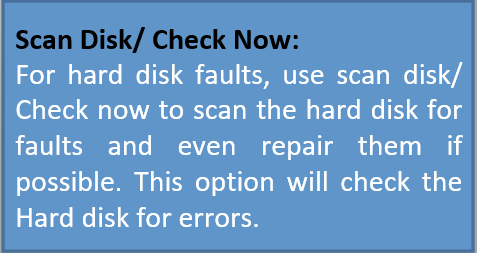 Scan Disk/ Check Now:
For hard disk faults, use scan disk/
Check now to scan the hard disk for
faults and even repair them if
possible. This option will check the
Hard disk for errors.